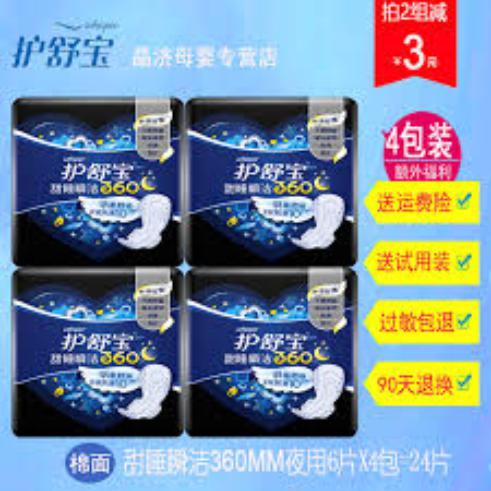 whisper
护舒宝
晶济母婴专营店
拍2组减
¥3元
4包装
额外福利
送运费险
送试用装
过敏包退
90天退换
护舒宝
甜睡瞬洁360
护舒宝
甜睡瞬洁360
护舒宝
甜睡瞬洁360
护舒宝
甜睡瞬洁360
棉面
甜睡瞬洁360MM夜用6片X4包=24片